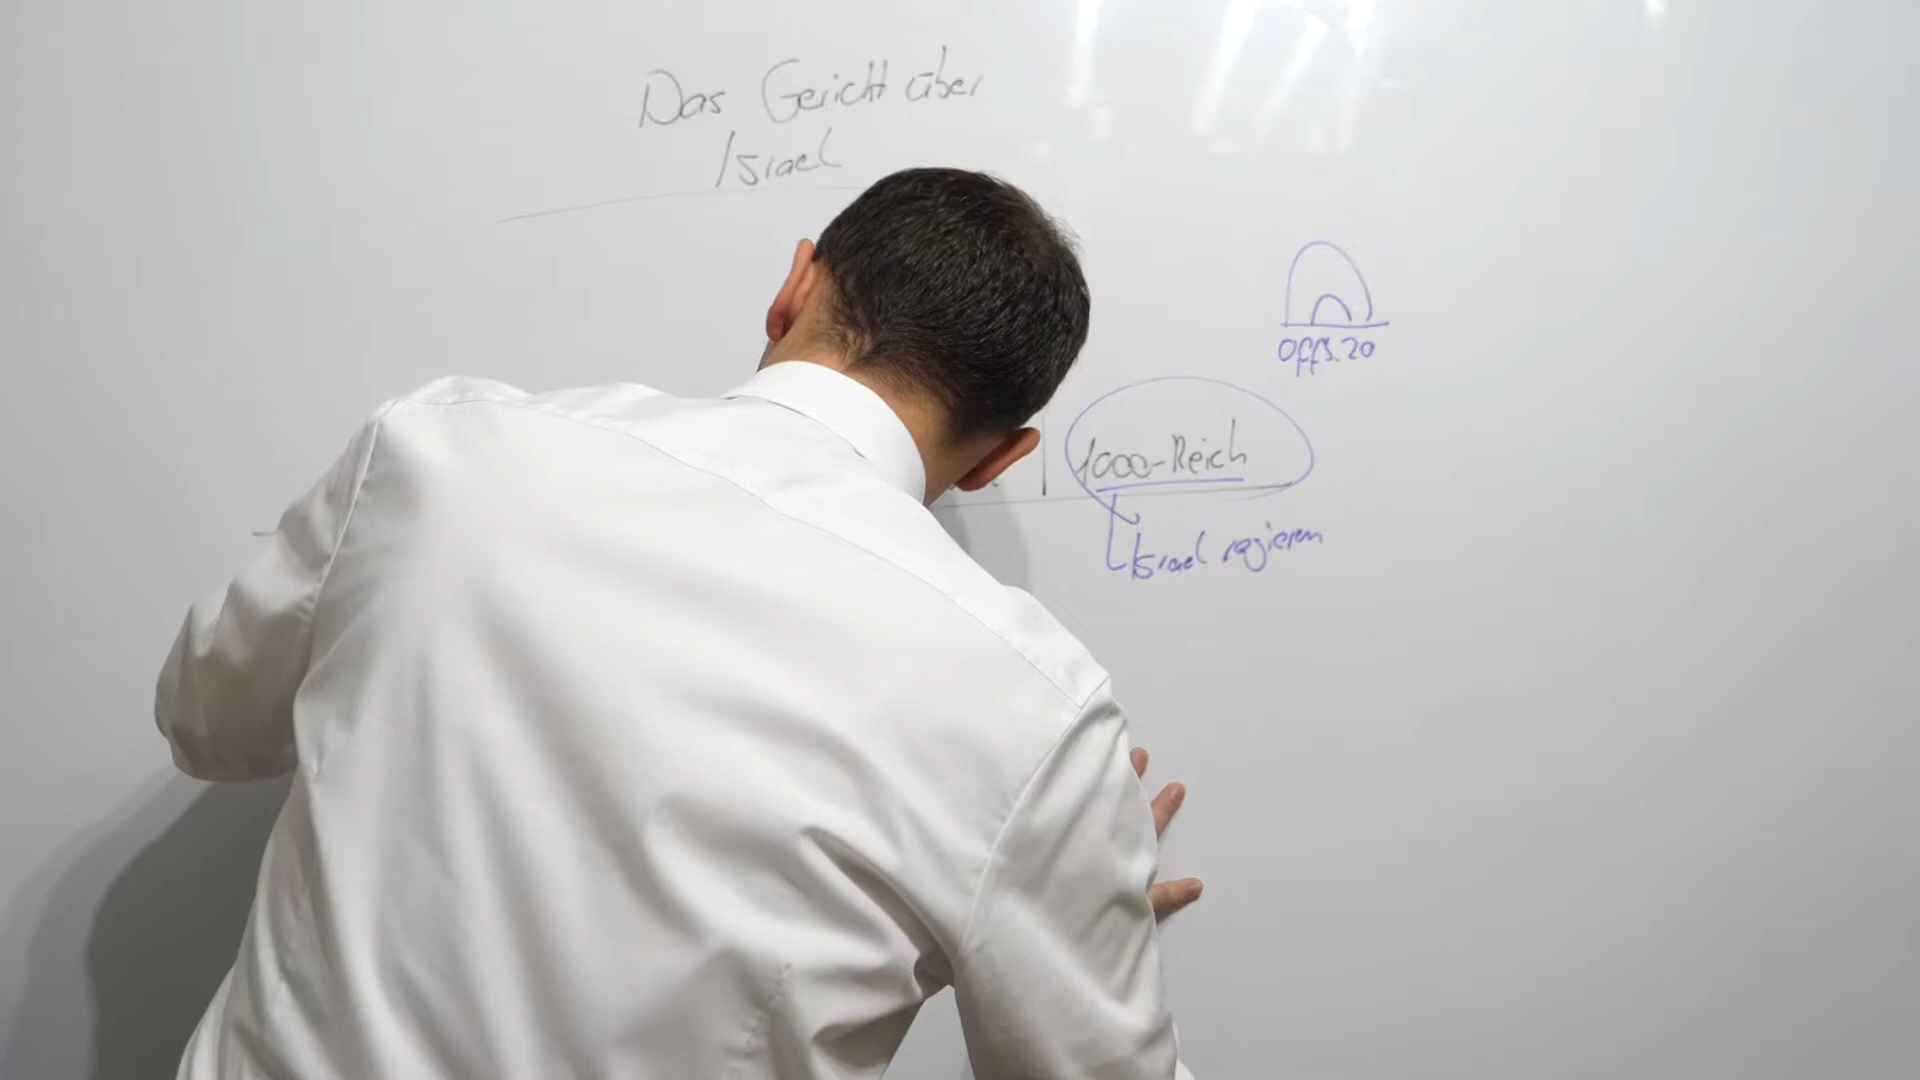 Das Gericht über
Israel
Offb.20
1000-Reich
Israel regieren